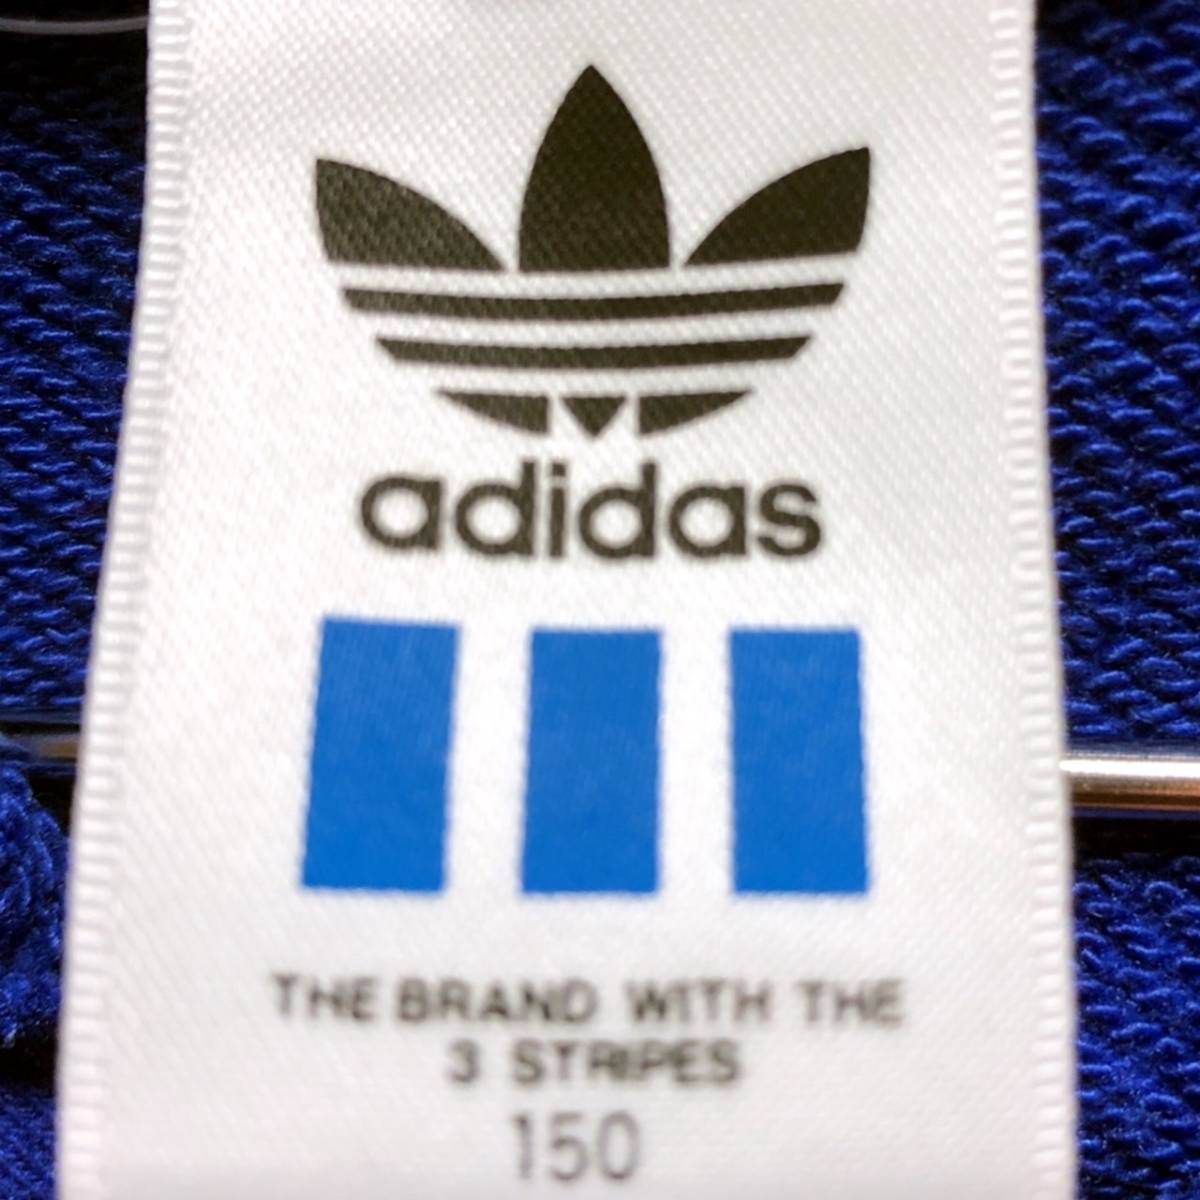 adidas
THE BRAND WITH THE
3 STRIPES
150